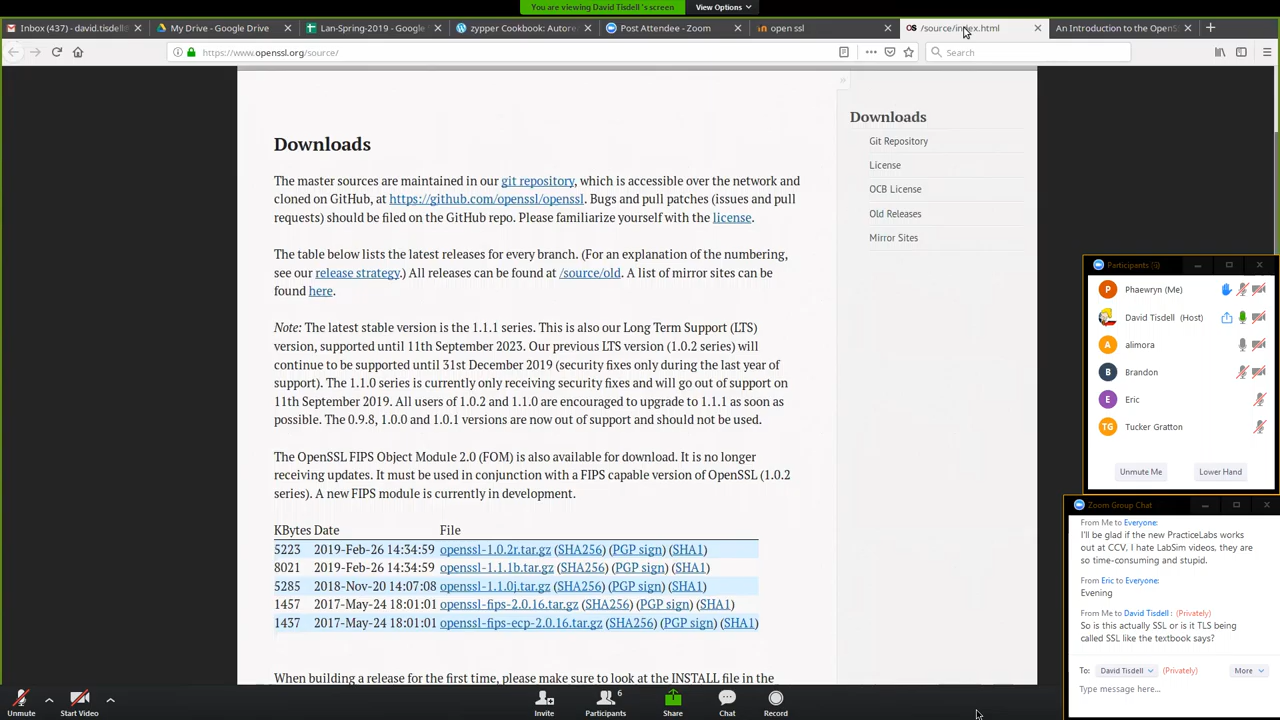 You are viewing David Tisdell's screen View Options
Inbox (437) - david.tisdell@
My Drive - Google Drive
Lan-Spring-2019 - Google S
zypper Cookbook: Autore
Post Attendee - Zoom
open ssl
/source/index.html
An Introduction to the OpenS
https://www.openssl.org/source/
Search
Downloads
The master sources are maintained in our git repository, which is accessible over the network and
cloned on GitHub, at https://github.com/openssl/openssl. Bugs and pull patches (issues and pull
requests) should be filed on the GitHub repo. Please familiarize yourself with the license.
The table below lists the latest releases for every branch. (For an explanation of the numbering,
see our release strategy.) All releases can be found at /source/old. A list of mirror sites can be
found here.
Note: The latest stable version is the 1.1.1 series. This is also our Long Term Support (LTS)
version, supported until 11th September 2023. Our previous LTS version (1.0.2 series) will
continue to be supported until 31st December 2019 (security fixes only during the last year of
support). The 1.1.0 series is currently only receiving security fixes and will go out of support on
11th September 2019. All users of 1.0.2 and 1.1.0 are encouraged to upgrade to 1.1.1 as soon as
possible. The 0.9.8, 1.0.0 and 1.0.1 versions are now out of support and should not be used.
The OpenSSL FIPS Object Module 2.0 (FOM) is also available for download. It is no longer
receiving updates. It must be used in conjunction with a FIPS capable version of OpenSSL (1.0.2
series). A new FIPS module is currently in development.
KBytes Date File
5223 2019-Feb-26 14:34:59 openssl-1.0.2r.tar.gz (SHA256) (PGP sign) (SHA1)
8021 2019-Feb-26 14:34:59 openssl-1.1.1b.tar.gz (SHA256) (PGP sign) (SHA1)
5285 2018-Nov-20 14:07:08 openssl-1.1.0j.tar.gz (SHA256) (PGP sign) (SHA1)
1457 2017-May-24 18:01:01 openssl-fips-2.0.16.tar.gz (SHA256) (PGP sign) (SHA1)
1437 2017-May-24 18:01:01 openssl-fips-ecp-2.0.16.tar.gz (SHA256) (PGP sign) (SHA1)
When building a release for the first time, please make sure to look at the INSTALL file in the
Downloads
Git Repository
License
OCB License
Old Releases
Mirror Sites
Participants (6)
P Phaewryn (Me)
David Tisdell (Host)
A alimora
B Brandon
E Eric
TG Tucker Gratton
Unmute Me Lower Hand
Zoom Group Chat
From Me to Everyone:
I'll be glad if the new PracticeLabs works
out at CCV, I hate LabSim videos, they are
so time-consuming and stupid.
From Eric to Everyone:
Evening
From Me to David Tisdell : (Privately)
So is this actually SSL or is it TLS being
called SSL like the textbook says?
To: David Tisdell (Privately) More
Type message here...
Unmute
Start Video
Invite
6
Participants
Share
Chat
Record